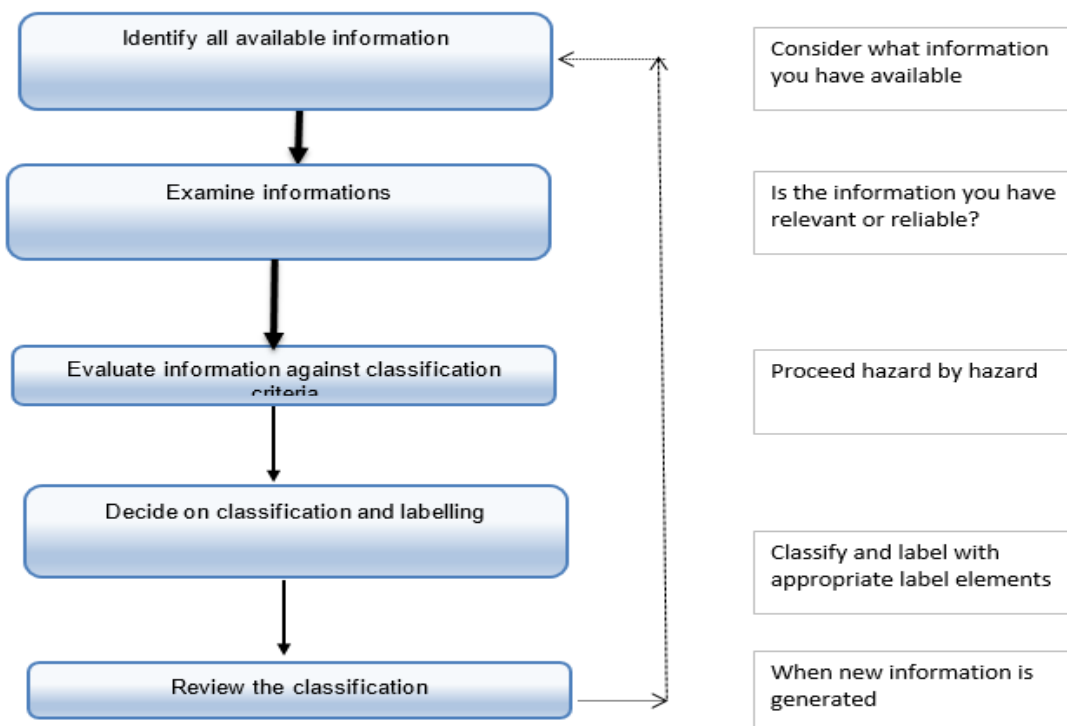 Identify all available information
Consider what information
you have available
Examine informations
Is the information you have
relevant or reliable?
Evaluate information against classification
criteria
Proceed hazard by hazard
Decide on classification and labelling
Classify and label with
appropriate label elements
Review the classification
When new information is
generated